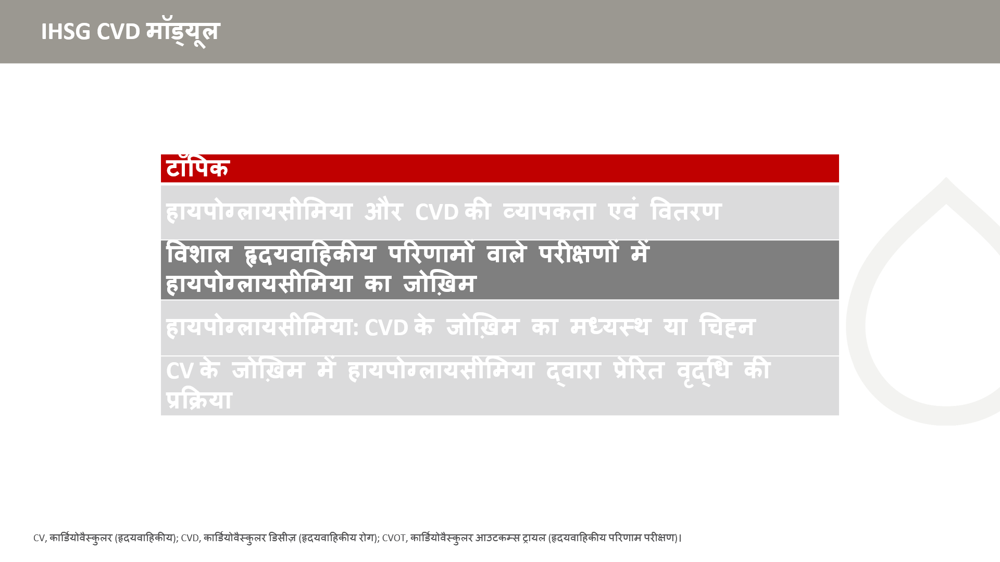 IHSG CVD मॉड्यूल
टॉपिक
हायपोग्लायसीमिया और CVD की व्यापकता एवं वितरण
विशाल हृदयवाहिकीय परिणामों वाले परीक्षणों में
हायपोग्लायसीमिया का जोख़िम
हायपोग्लायसीमिया: CVD के जोख़िम का मध्यस्थ या चिह्न
CV के जोख़िम में हायपोग्लायसीमिया द्वारा प्रेरित वृद्धि की
प्रक्रिया
CV, कार्डियोवैस्कुलर (हृदयवाहिकीय); CVD, कार्डियोवैस्कुलर डिसीज़ (हृदयवाहिकीय रोग); CVOT, कार्डियोवैस्कुलर आउटकम्स ट्रायल (हृदयवाहिकीय परिणाम परीक्षण)।